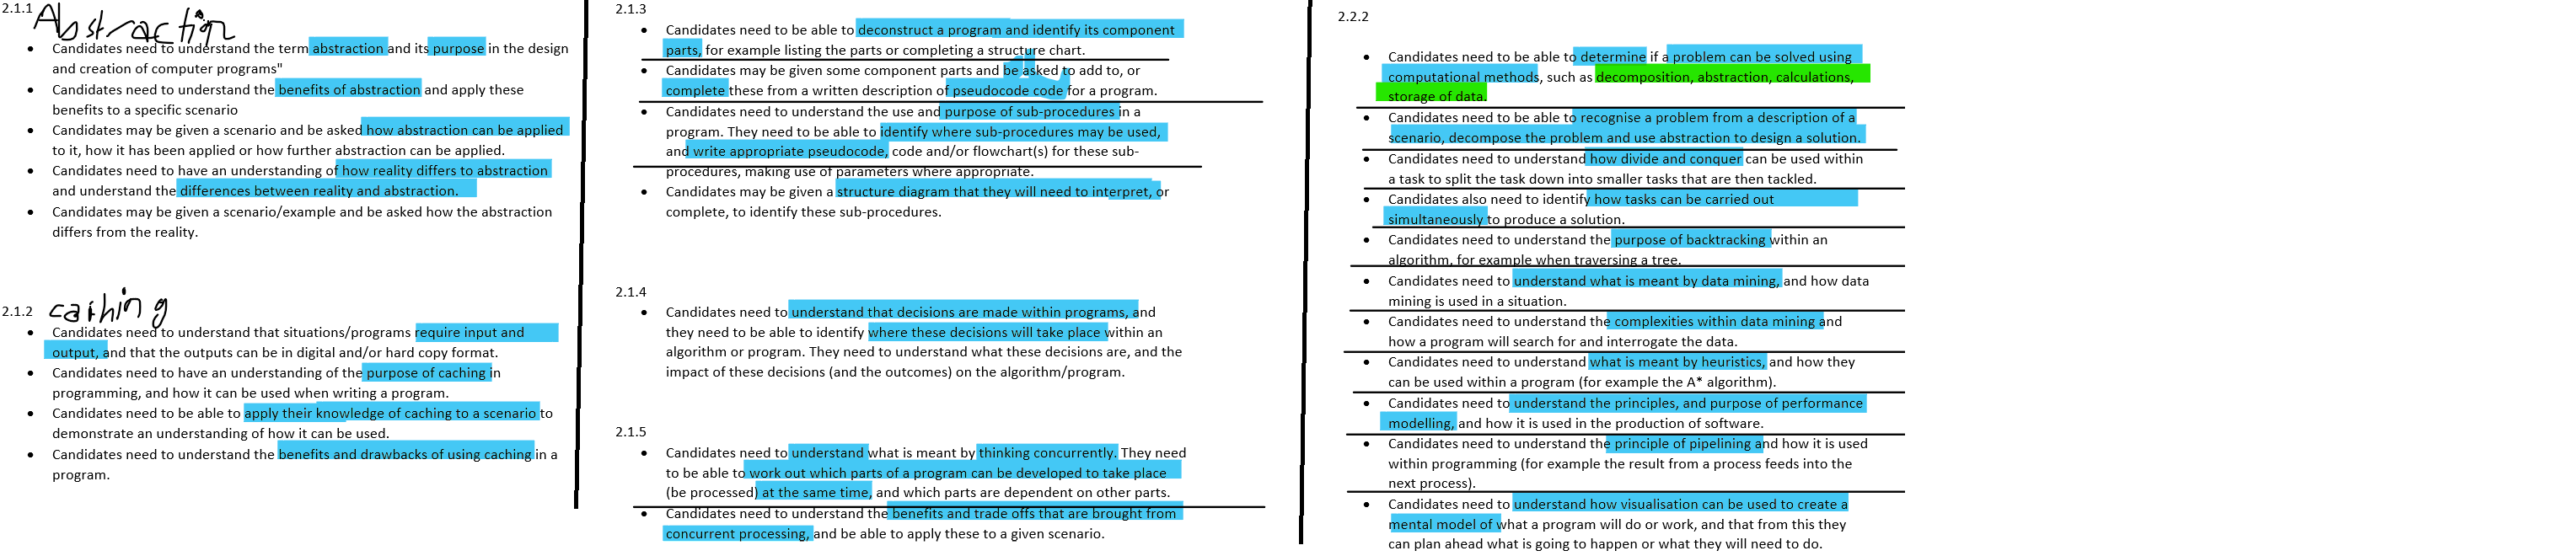 2.1.1 Abstraction
• Candidates need to understand the term abstraction and its purpose in the design
and creation of computer programs"
• Candidates need to understand the benefits of abstraction and apply these
benefits to a specific scenario
• Candidates may be given a scenario and be asked how abstraction can be applied
to it, how it has been applied or how further abstraction can be applied.
• Candidates need to have an understanding of how reality differs to abstraction
and understand the differences between reality and abstraction.
• Candidates may be given a scenario/example and be asked how the abstraction
differs from the reality.
2.1.2 caching
• Candidates need to understand that situations/programs require input and
output, and that the outputs can be in digital and/or hard copy format.
• Candidates need to have an understanding of the purpose of caching in
programming, and how it can be used when writing a program.
• Candidates need to be able to apply their knowledge of caching to a scenario to
demonstrate an understanding of how it can be used.
• Candidates need to understand the benefits and drawbacks of using caching in a
program.
2.1.3
• Candidates need to be able to deconstruct a program and identify its component
parts, for example listing the parts or completing a structure chart.
• Candidates may be given some component parts and be asked to add to, or
complete these from a written description of pseudocode code for a program.
• Candidates need to understand the use and purpose of sub-procedures in a
program. They need to be able to identify where sub-procedures may be used,
and write appropriate pseudocode, code and/or flowchart(s) for these sub-
procedures, making use of parameters where appropriate.
• Candidates may be given a structure diagram that they will need to interpret, or
complete, to identify these sub-procedures.
2.1.4
• Candidates need to understand that decisions are made within programs, and
they need to be able to identify where these decisions will take place within an
algorithm or program. They need to understand what these decisions are, and the
impact of these decisions (and the outcomes) on the algorithm/program.
2.1.5
• Candidates need to understand what is meant by thinking concurrently. They need
to be able to work out which parts of a program can be developed to take place
(be processed) at the same time, and which parts are dependent on other parts.
• Candidates need to understand the benefits and trade offs that are brought from
concurrent processing, and be able to apply these to a given scenario.
2.2.2
• Candidates need to be able to determine if a problem can be solved using
computational methods, such as decomposition, abstraction, calculations,
storage of data.
• Candidates need to be able to recognise a problem from a description of a
scenario, decompose the problem and use abstraction to design a solution.
• Candidates need to understand how divide and conquer can be used within
a task to split the task down into smaller tasks that are then tackled.
• Candidates also need to identify how tasks can be carried out
simultaneously to produce a solution.
• Candidates need to understand the purpose of backtracking within an
algorithm, for example when traversing a tree.
• Candidates need to understand what is meant by data mining, and how data
mining is used in a situation.
• Candidates need to understand the complexities within data mining and
how a program will search for and interrogate the data.
• Candidates need to understand what is meant by heuristics, and how they
can be used within a program (for example the A* algorithm).
• Candidates need to understand the principles, and purpose of performance
modelling, and how it is used in the production of software.
• Candidates need to understand the principle of pipelining and how it is used
within programming (for example the result from a process feeds into the
next process).
• Candidates need to understand how visualisation can be used to create a
mental model of what a program will do or work, and that from this they
can plan ahead what is going to happen or what they will need to do.